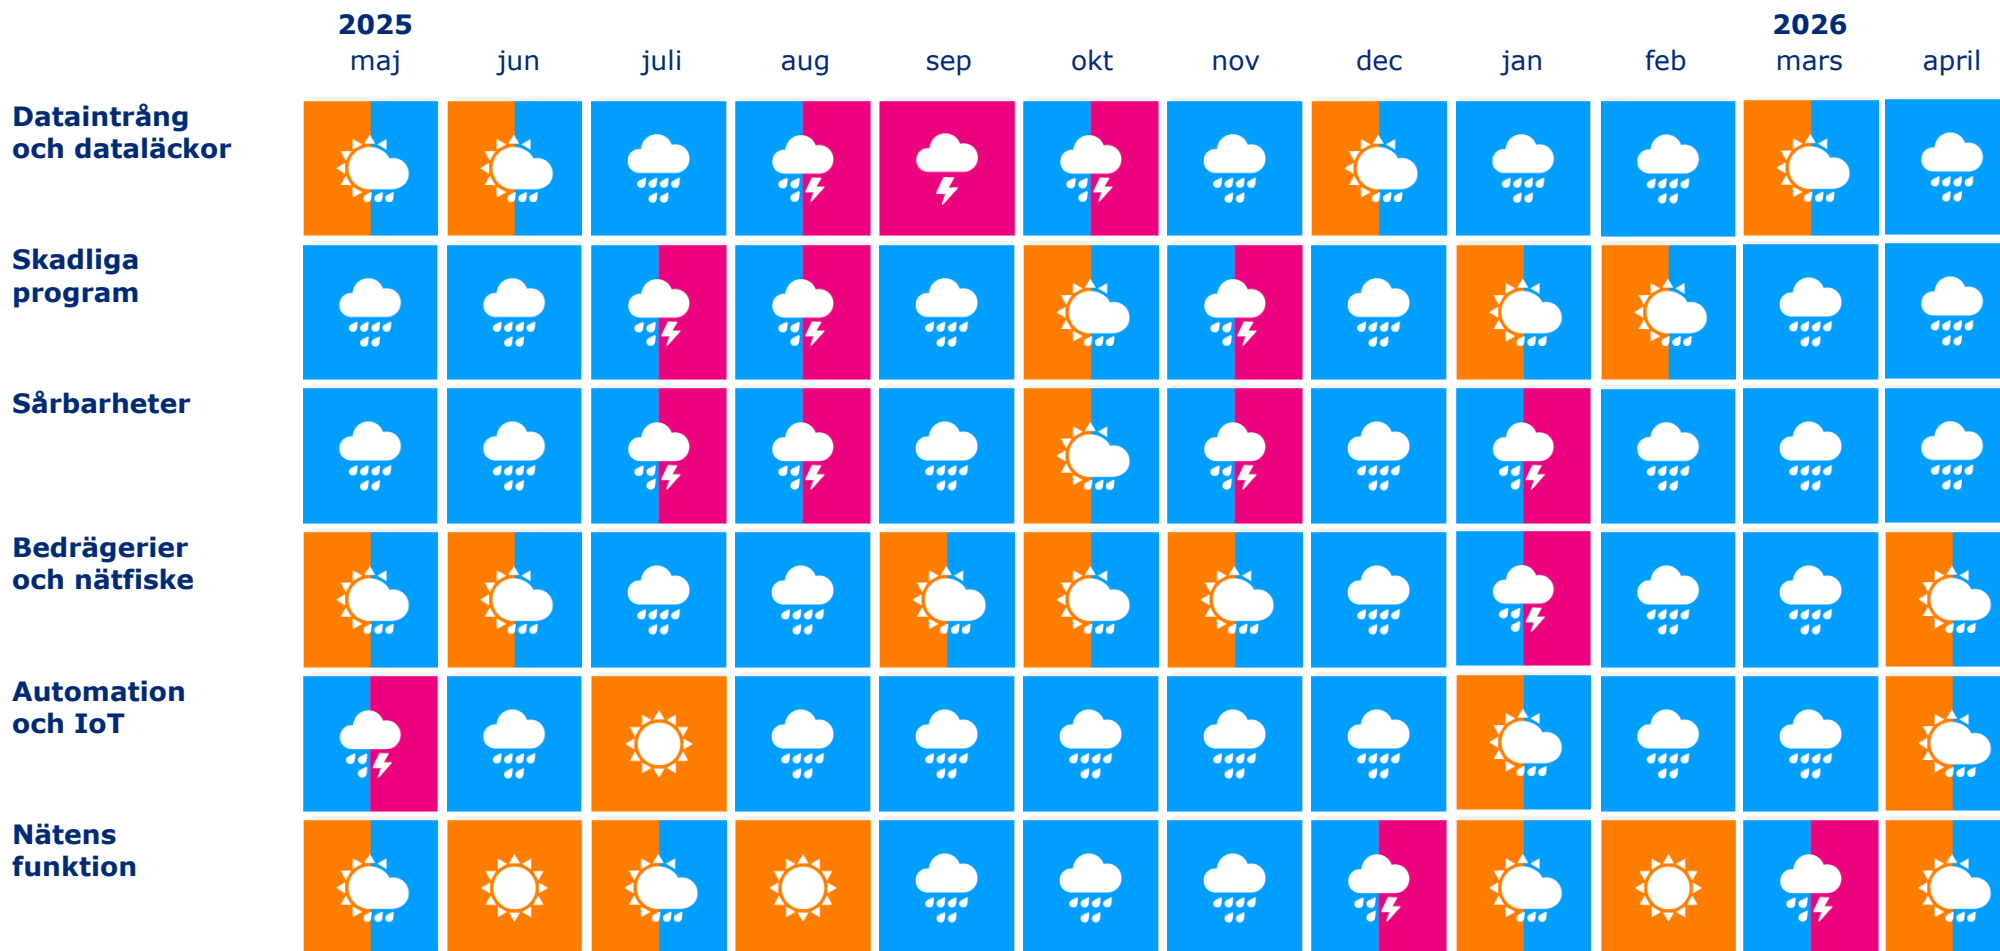 2025 2026
maj jun juli aug sep okt nov dec jan feb mars april
Dataintrång
och dataläckor
Skadliga
program
Sårbarheter
Bedrägerier
och nätfiske
Automation
och IoT
Nätens
funktion